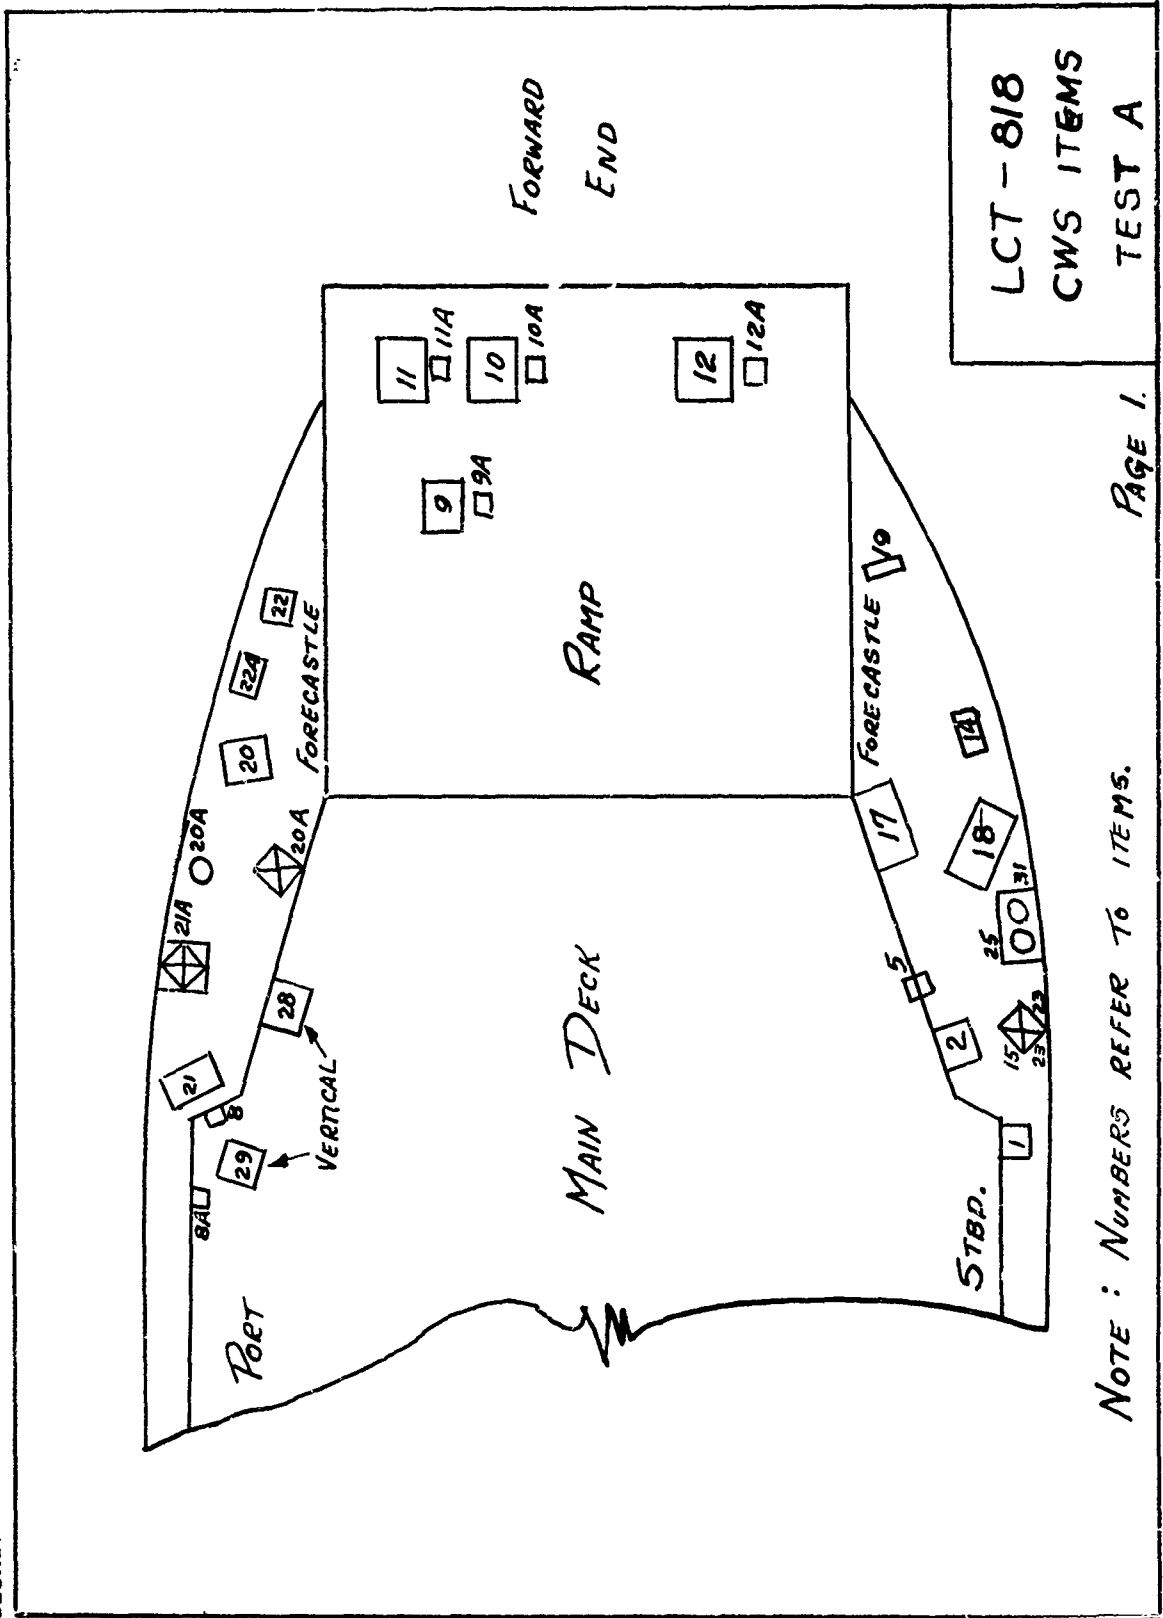 FORWARD
END
11
11A
10
10A
12
12A
9
9A
RAMP
22
22A
20
FORECASTLE
20A
20A
21A
21
8
28
29
8A
VERTICAL
PORT
MAIN DECK
STBD.
FORECASTLE
19
14
17
18
31
25
5
2
15
23
23
1
NOTE : NUMBERS REFER TO ITEMS.
PAGE 1.
LCT - 818
CWS ITEMS
TEST A